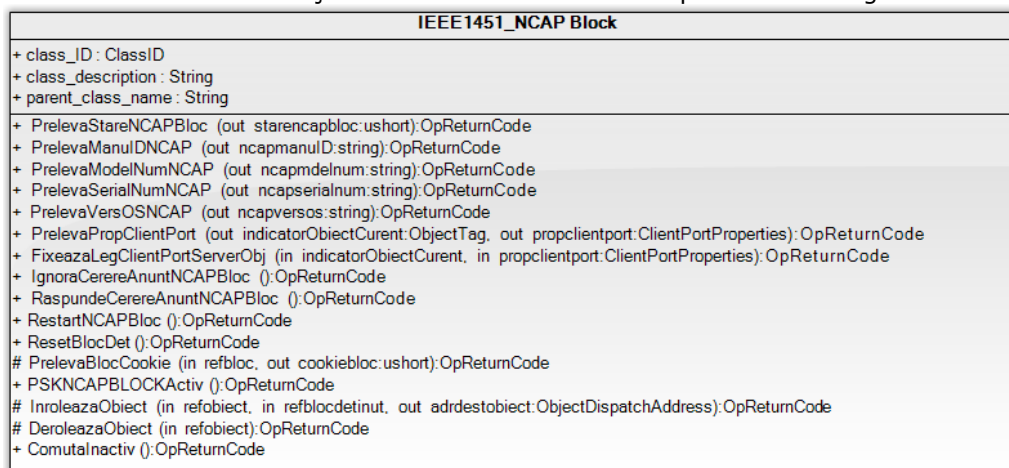 IEEE1451_NCAP Block
+ class_ID : ClassID
+ class_description : String
+ parent_class_name : String
+ PrelevaStareNCAPBloc (out starencapbloc:ushort):OpReturnCode
+ PrelevaManulDNCAP (out ncapmanulD:string):OpReturnCode
+ PrelevaModelNumNCAP (out ncapmdelnum:string):OpReturnCode
+ PrelevaSerialNumNCAP (out ncapserialnum:string):OpReturnCode
+ PrelevaVersOSNCAP (out ncapversos:string):OpReturnCode
+ PrelevaPropClientPort (out indicatorObiectCurent:ObjectTag, out propclientport:ClientPortProperties):OpReturnCode
+ FixeazaLegClientPortServerObj (in indicatorObiectCurent, in propclientport:ClientPortProperties):OpReturnCode
+ IgnoraCerereAnuntNCAPBloc ():OpReturnCode
+ RaspundeCerereAnuntNCAPBloc ():OpReturnCode
+ RestartNCAPBloc ():OpReturnCode
+ ResetBlocDet ():OpReturnCode
# PrelevaBlocCookie (in refbloc, out cookiebloc:ushort):OpReturnCode
+ PSKNCAPBLOCKActiv ():OpReturnCode
# InroleazaObiect (in refobiect, in refblocdetinut, out adrdestobiect:ObjectDispatchAddress):OpReturnCode
# DeroleazaObiect (in refobiect):OpReturnCode
+ ComutaInactiv ():OpReturnCode